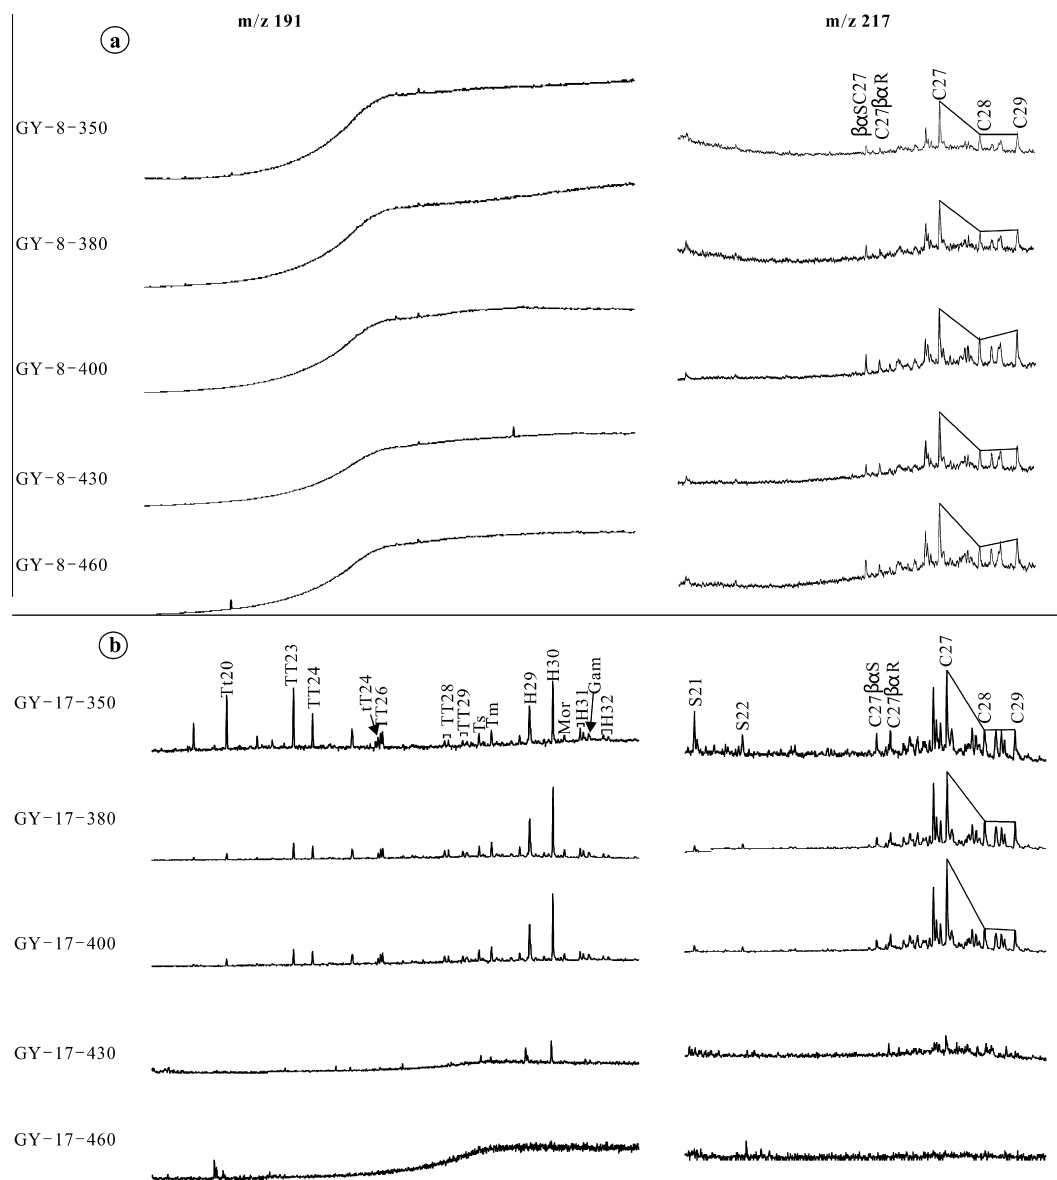 m/z 191
m/z 217
a
GY-8-350
βαSC27
C27βαR
C27
C28
C29
GY-8-380
GY-8-400
GY-8-430
GY-8-460
b
GY-17-350
Tt20
TT23
TT24
tT24
TT26
TT28
TT29
Ts
Tm
H29
H30
Mor
H31
Gam
H32
S21
S22
C27βαS
C27βαR
C27
C28
C29
GY-17-380
GY-17-400
GY-17-430
GY-17-460